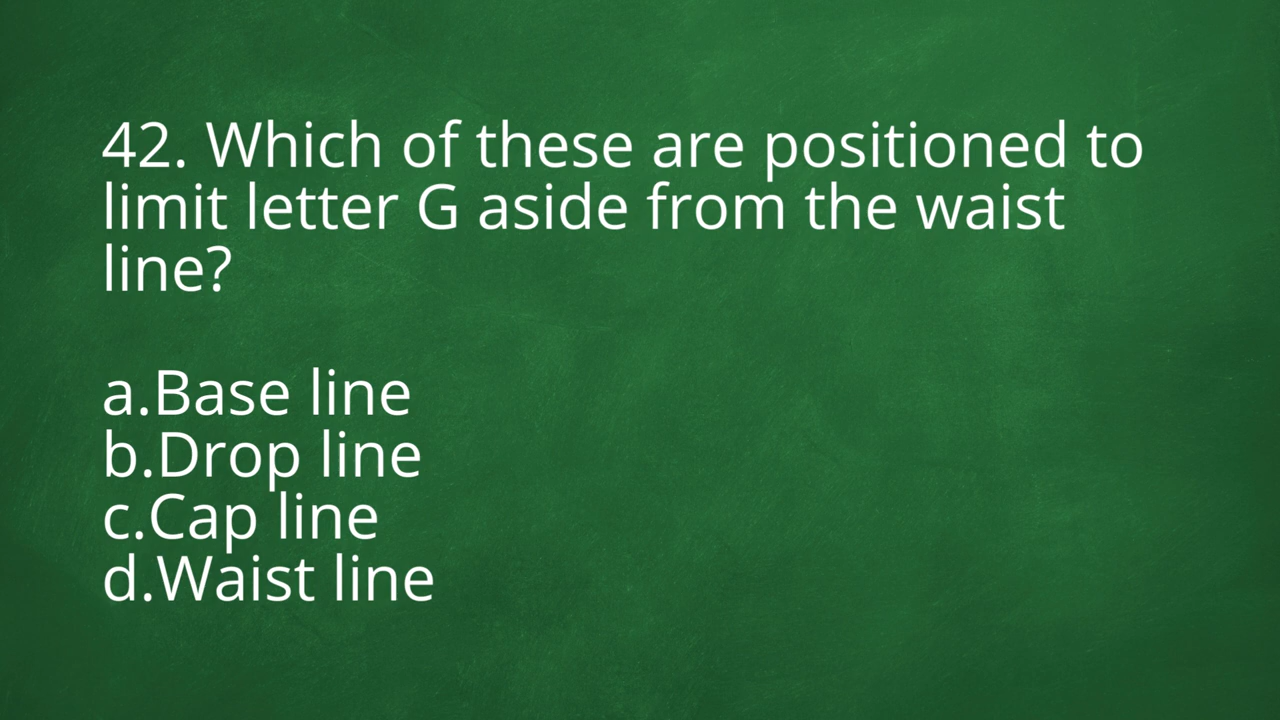 42. Which of these are positioned to
limit letter G aside from the waist
line?
a.Base line
b.Drop line
c.Cap line
d.Waist line